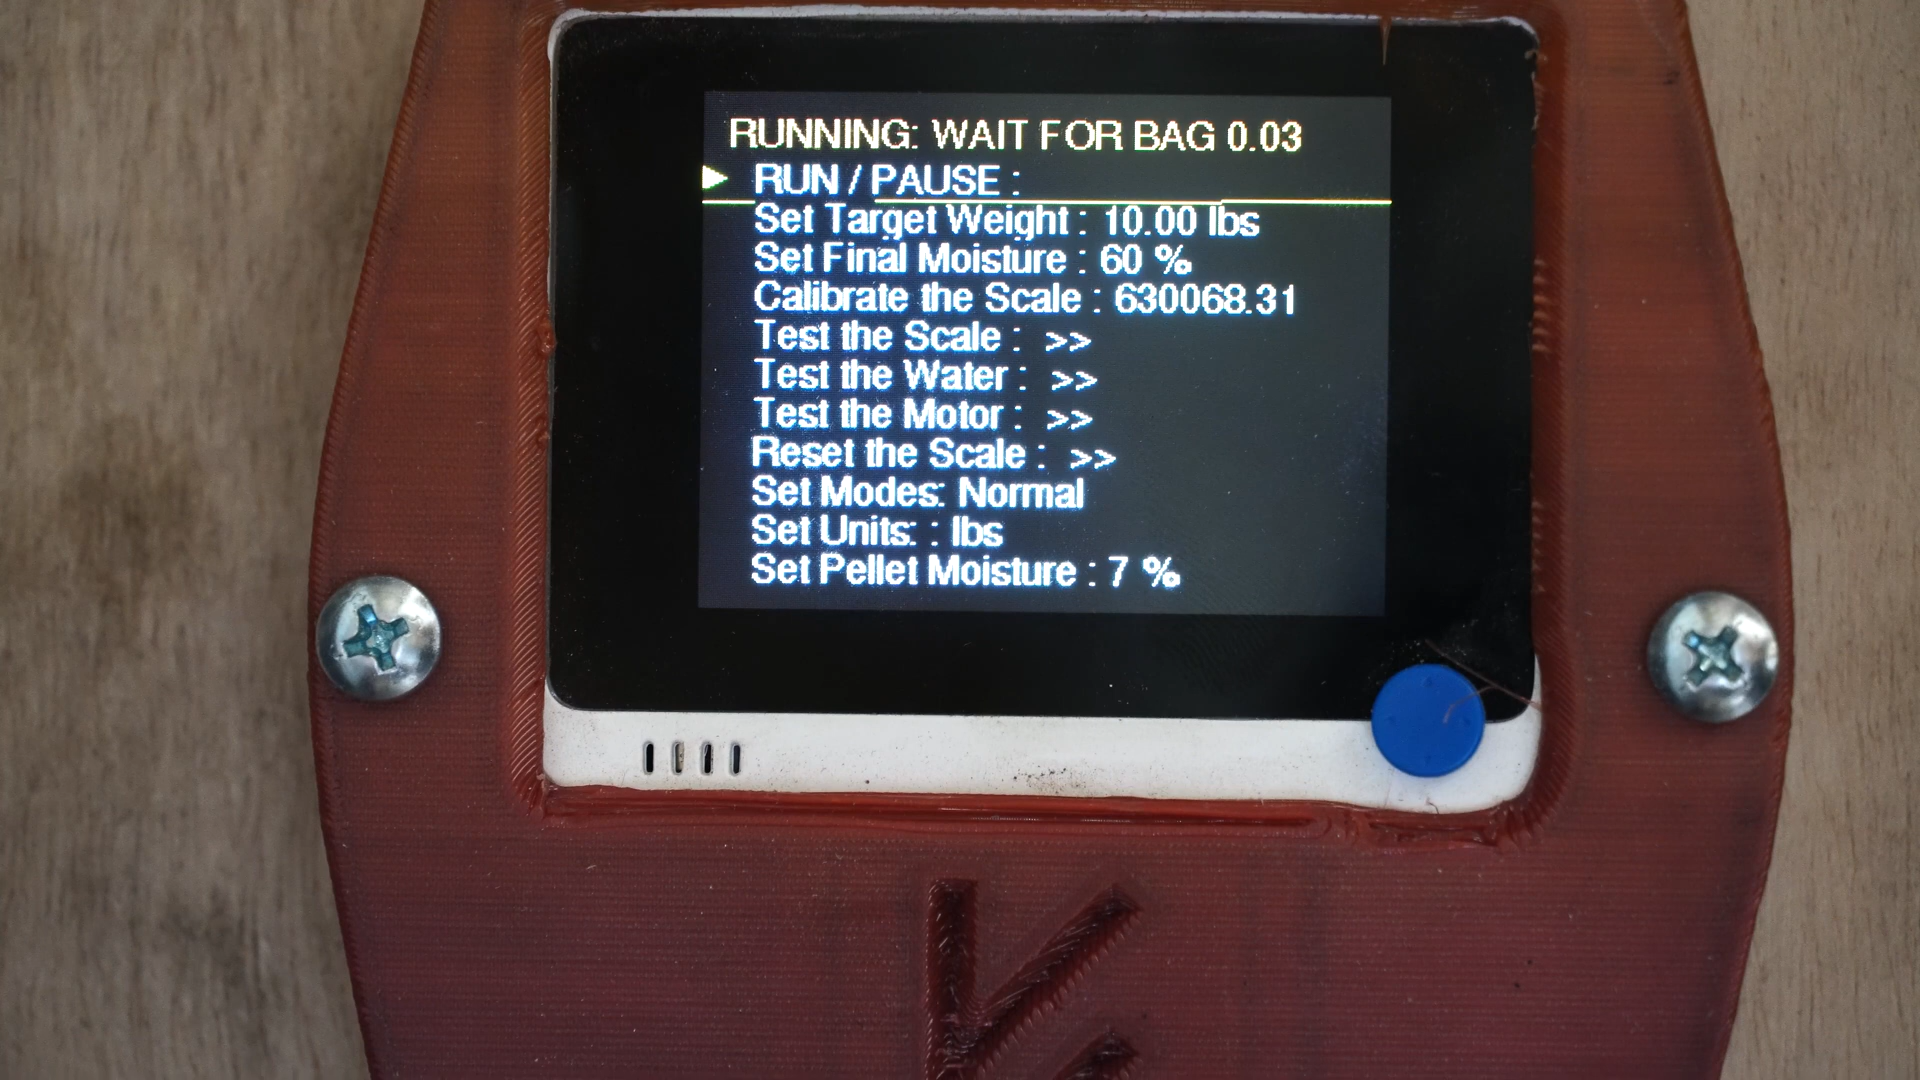 RUNNING: WAIT FOR BAG 0.03
RUN / PAUSE :
Set Target Weight : 10.00 lbs
Set Final Moisture : 60 %
Calibrate the Scale : 630068.31
Test the Scale : >>
Test the Water : >>
Test the Motor : >>
Reset the Scale : >>
Set Modes: Normal
Set Units: : lbs
Set Pellet Moisture : 7 %
K